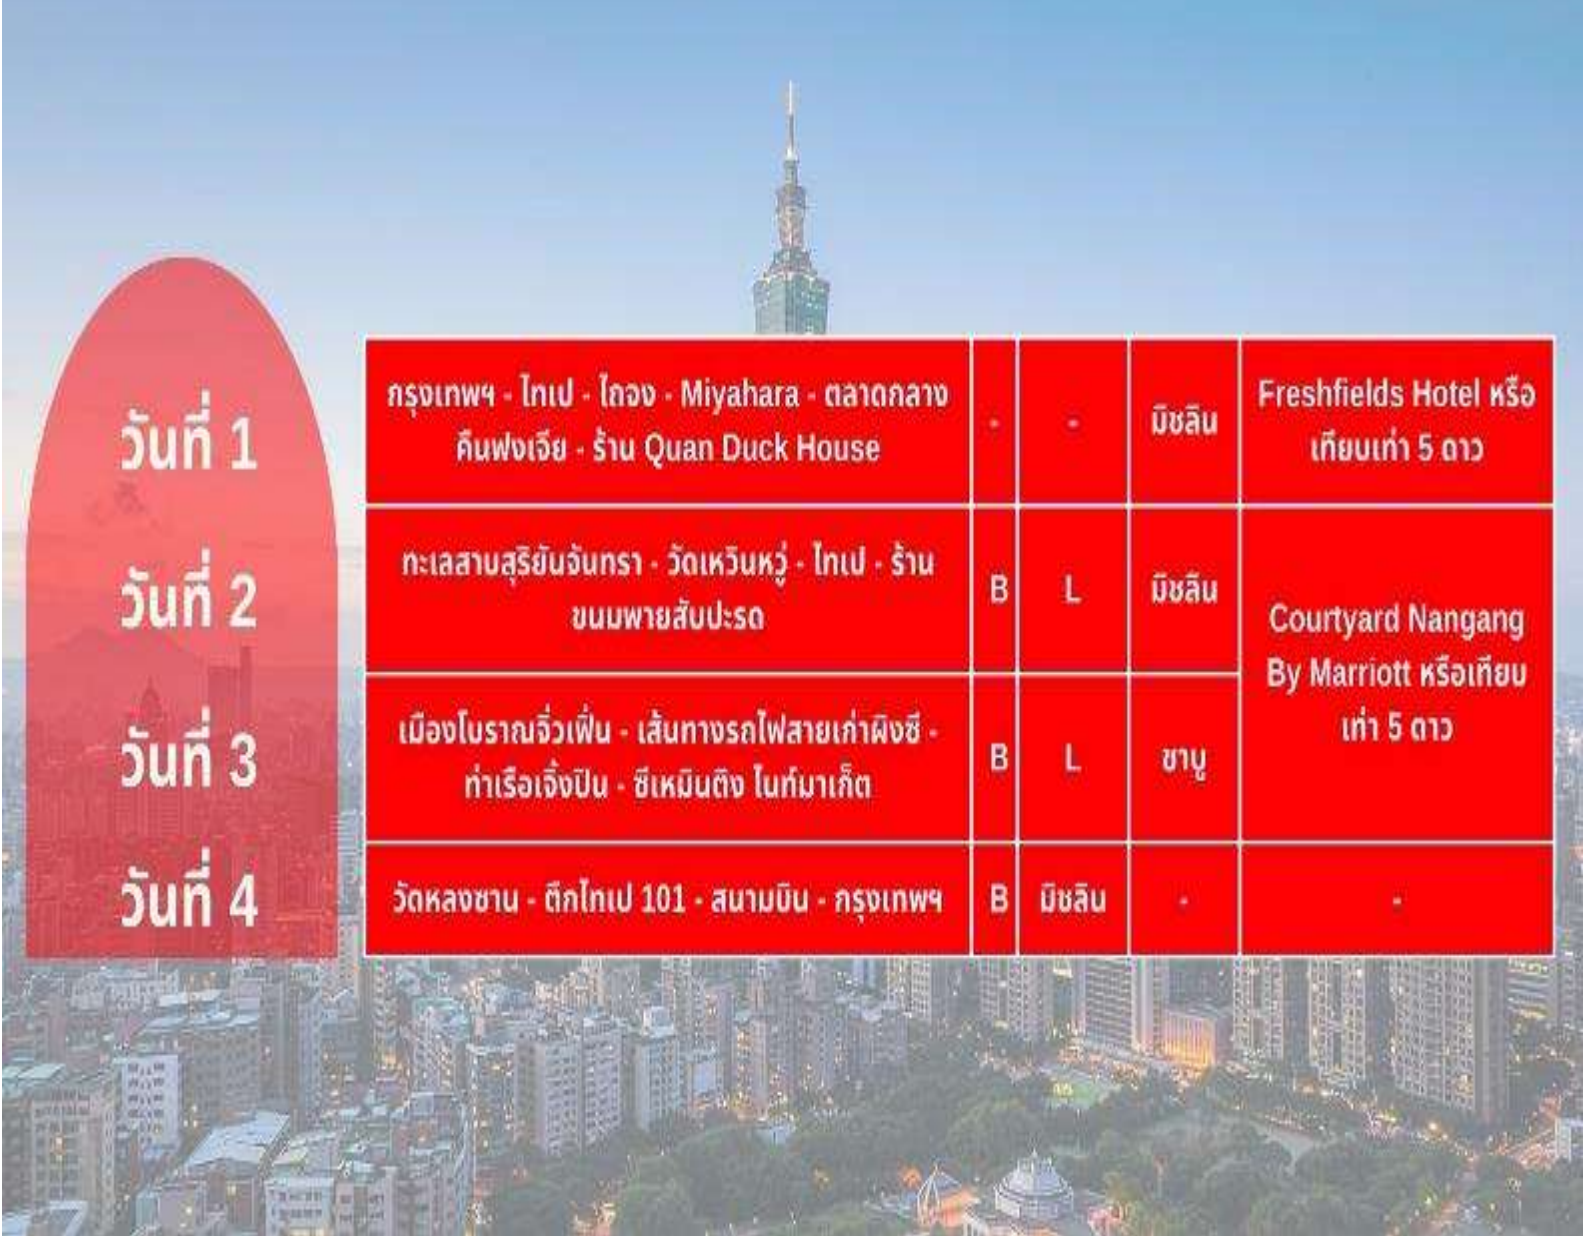 วันที่ 1
กรุงเทพฯ - ไทเป - ไถจง - Miyahara - ตลาดกลาง
คืนฟงเจีย - ร้าน Quan Duck House
-
-
มิชลิน
Freshfields Hotel หรือ
เทียบเท่า 5 ดาว
วันที่ 2
ทะเลสาบสุริยันจันทรา - วัดเหวินหวู่ - ไทเป - ร้าน
ขนมพายสับปะรด
B
L
มิชลิน
Courtyard Nangang
By Marriott หรือเทียบ
เท่า 5 ดาว
วันที่ 3
เมืองโบราณจิ่วเฟิ่น - เส้นทางรถไฟสายเก่าผิงซี -
ท่าเรือเจิ้งปิน - ซีเหมินติง ไนท์มาเก็ต
B
L
ชาบู
วันที่ 4
วัดหลงซาน - ตึกไทเป 101 - สนามบิน - กรุงเทพฯ
B
มิชลิน
-
-